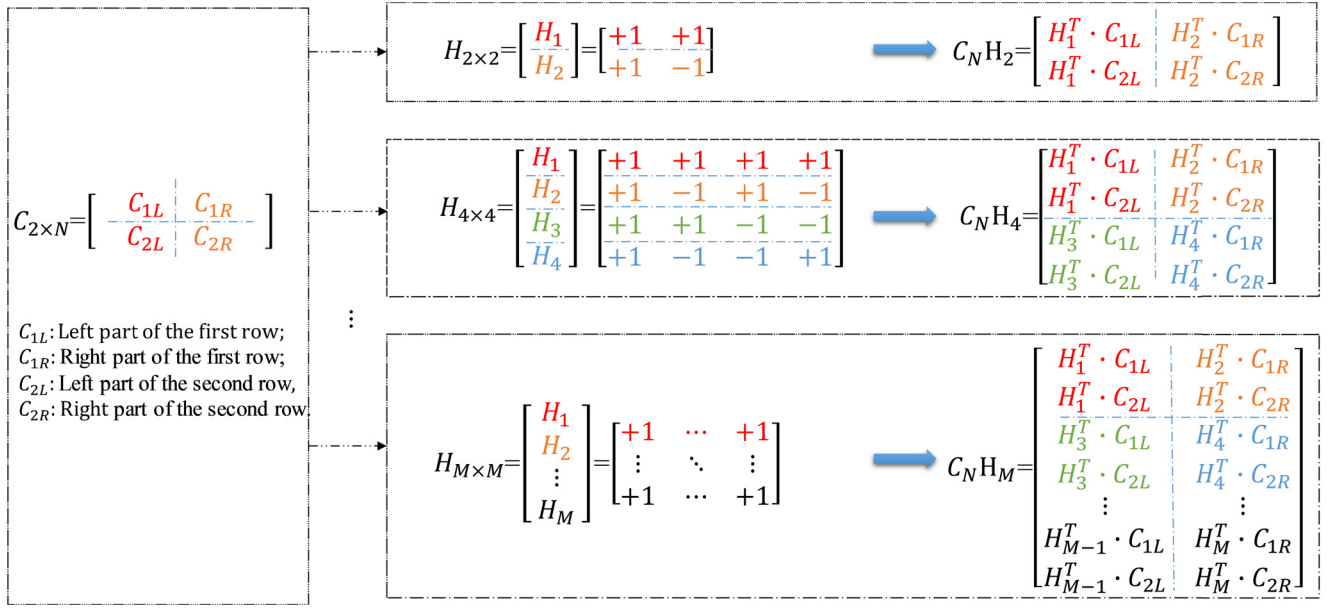 C_{2×N}=[ C_{1L} C_{1R}
C_{2L} C_{2R} ]
C_{1L}: Left part of the first row;
C_{1R}: Right part of the first row;
C_{2L}: Left part of the second row,
C_{2R}: Right part of the second row.
⋮
H_{2×2}=[H_1 H_2]=[+1 +1
+1 −1]
C_N H_2=[H_1^T · C_{1L} H_2^T · C_{1R}
H_1^T · C_{2L} H_2^T · C_{2R}]
H_{4×4}=[H_1 H_2 H_3 H_4]=[+1 +1 +1 +1
+1 −1 +1 −1
+1 +1 −1 −1
+1 −1 −1 +1]
C_N H_4=[H_1^T · C_{1L} H_2^T · C_{1R}
H_1^T · C_{2L} H_2^T · C_{2R}
H_3^T · C_{1L} H_4^T · C_{1R}
H_3^T · C_{2L} H_4^T · C_{2R}]
H_{M×M}=[H_1 H_2 ⋮ H_M]=[+1 ⋯ +1
⋮ ⋱ ⋮
+1 ⋯ +1]
C_N H_M=[H_1^T · C_{1L} H_2^T · C_{1R}
H_1^T · C_{2L} H_2^T · C_{2R}
H_3^T · C_{1L} H_4^T · C_{1R}
H_3^T · C_{2L} H_4^T · C_{2R}
⋮ ⋮
H_{M−1}^T · C_{1L} H_M^T · C_{1R}
H_{M−1}^T · C_{2L} H_M^T · C_{2R}]